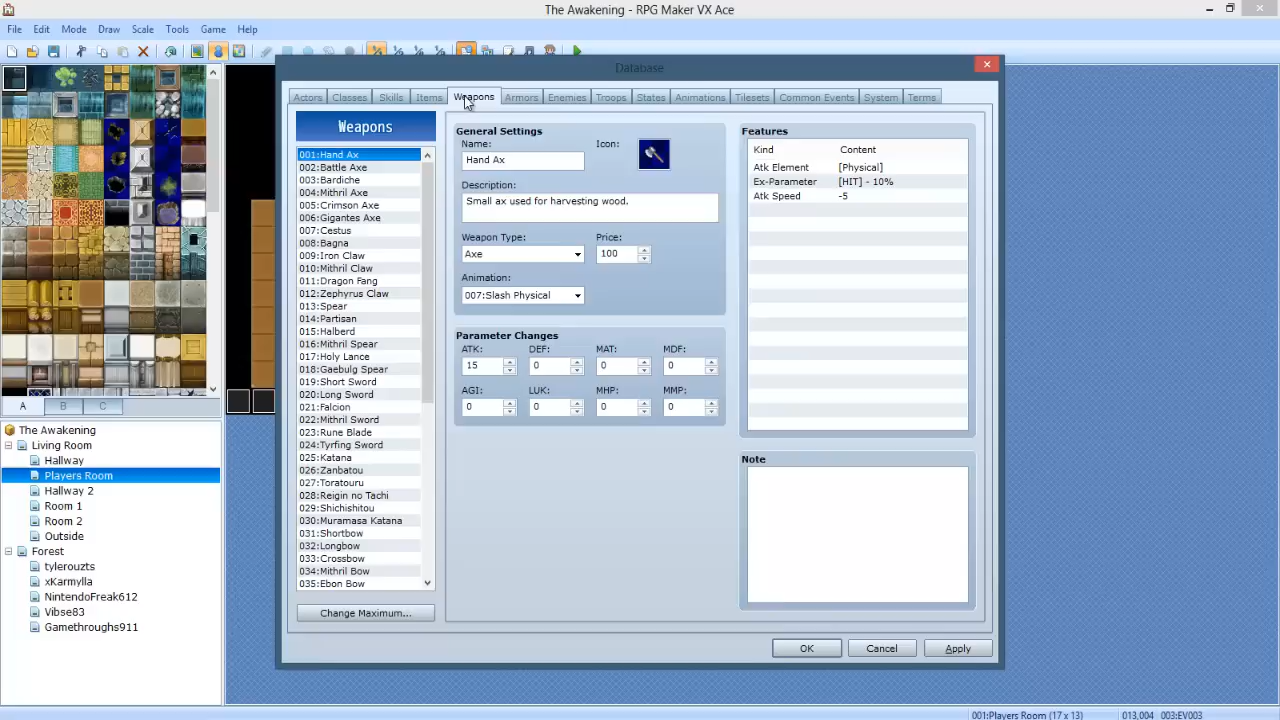 The Awakening - RPG Maker VX Ace
File Edit Mode Draw Scale Tools Game Help
Database
Actors Classes Skills Items Weapons Armors Enemies Troops States Animations Tilesets Common Events System Terms
Weapons
001:Hand Ax
002:Battle Axe
003:Bardiche
004:Mithril Axe
005:Crimson Axe
006:Gigantes Axe
007:Cestus
008:Bagna
009:Iron Claw
010:Mithril Claw
011:Dragon Fang
012:Zephyrus Claw
013:Spear
014:Partisan
015:Halberd
016:Mithril Spear
017:Holy Lance
018:Gaebulg Spear
019:Short Sword
020:Long Sword
021:Falcion
022:Mithril Sword
023:Rune Blade
024:Tyrfing Sword
025:Katana
026:Zanbatou
027:Toratouru
028:Reigin no Tachi
029:Shichishitou
030:Muramasa Katana
031:Shortbow
032:Longbow
033:Crossbow
034:Mithril Bow
035:Ebon Bow
Change Maximum...
General Settings
Name: Icon:
Hand Ax
Description:
Small ax used for harvesting wood.
Weapon Type: Price:
Axe 100
Animation:
007:Slash Physical
Parameter Changes
ATK: DEF: MAT: MDF:
15 0 0 0
AGI: LUK: MHP: MMP:
0 0 0 0
Features
Kind Content
Atk Element [Physical]
Ex-Parameter [HIT] - 10%
Atk Speed -5
Note
OK Cancel Apply
A B C
The Awakening
Living Room
Hallway
Players Room
Hallway 2
Room 1
Room 2
Outside
Forest
tylerouzts
xKarmylla
NintendoFreak612
Vibse83
Gamethroughs911
001:Players Room (17 x 13) 013,004 003:EV003